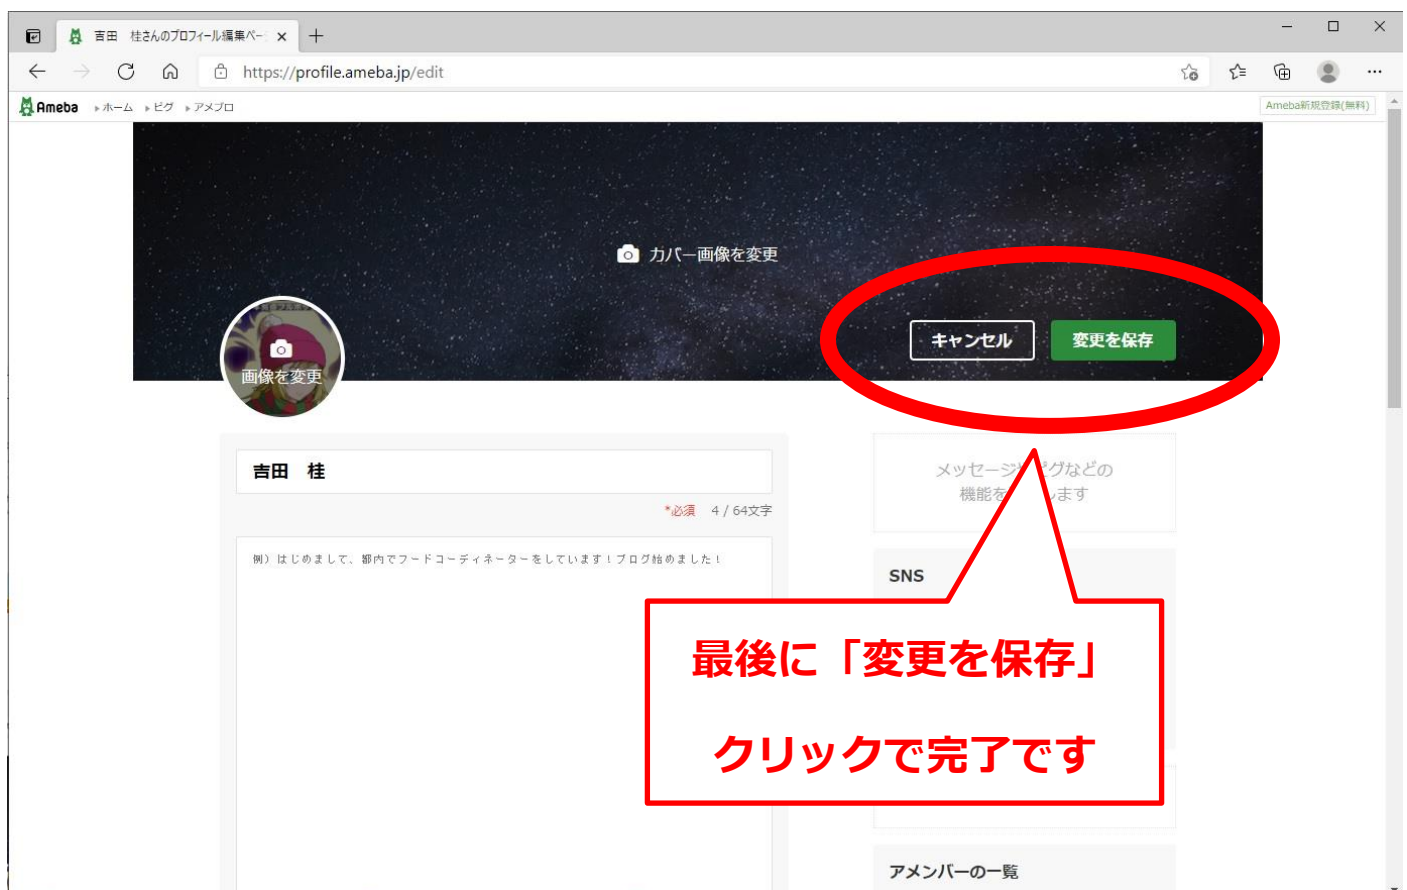 吉田　桂さんのプロフィール編集ペー
https://profile.ameba.jp/edit
Ameba ホーム ピグ アメブロ
Ameba新規登録(無料)
カバー画像を変更
キャンセル 変更を保存
画像を変更
吉田　桂
*必須 4 / 64文字
例）はじめまして、都内でフードコーディネーターをしています！ブログ始めました！
メッセージ グなどの
機能を します
SNS
最後に「変更を保存」
クリックで完了です
アメンバーの一覧